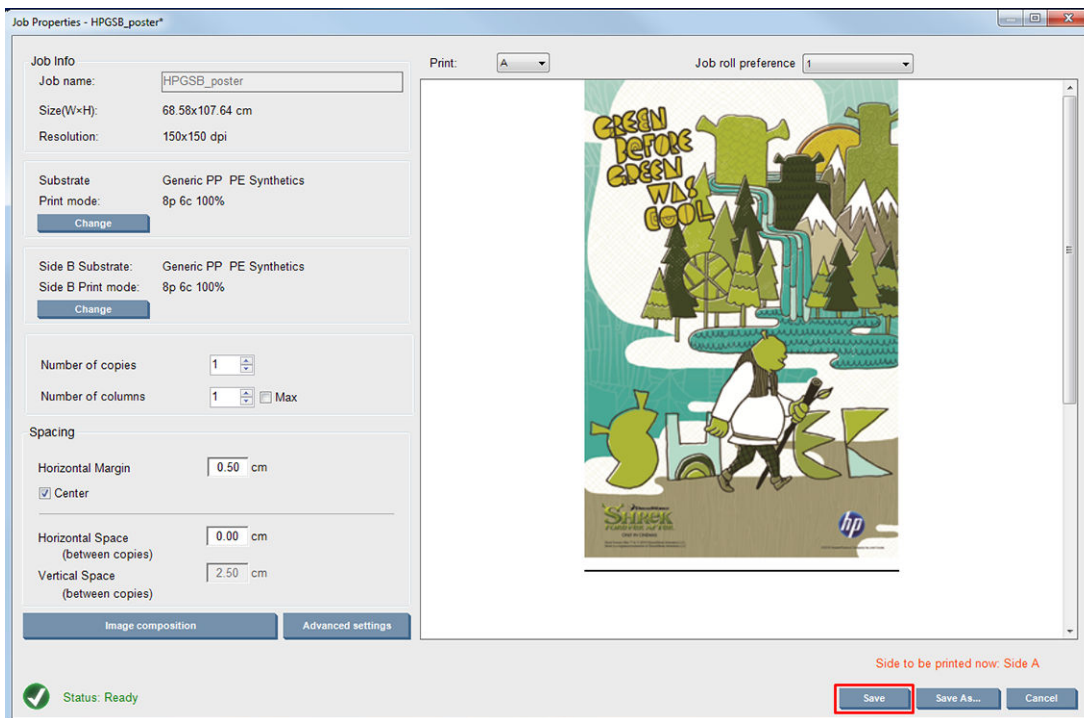 Job Properties - HPGSB_poster*
Job Info
Job name: HPGSB_poster
Size(W×H): 68.58x107.64 cm
Resolution: 150x150 dpi
Substrate Generic PP PE Synthetics
Print mode: 8p 6c 100%
Change
Side B Substrate: Generic PP PE Synthetics
Side B Print mode: 8p 6c 100%
Change
Number of copies 1
Number of columns 1 Max
Spacing
Horizontal Margin 0.50 cm
Center
Horizontal Space 0.00 cm
(between copies)
Vertical Space 2.50 cm
(between copies)
Image composition Advanced settings
Print: A Job roll preference 1
GREEN
BEFORE
GREEN
WAS
COOL
SHREK
SHREK
FOREVER AFTER
hp
Side to be printed now: Side A
Status: Ready
Save Save As... Cancel